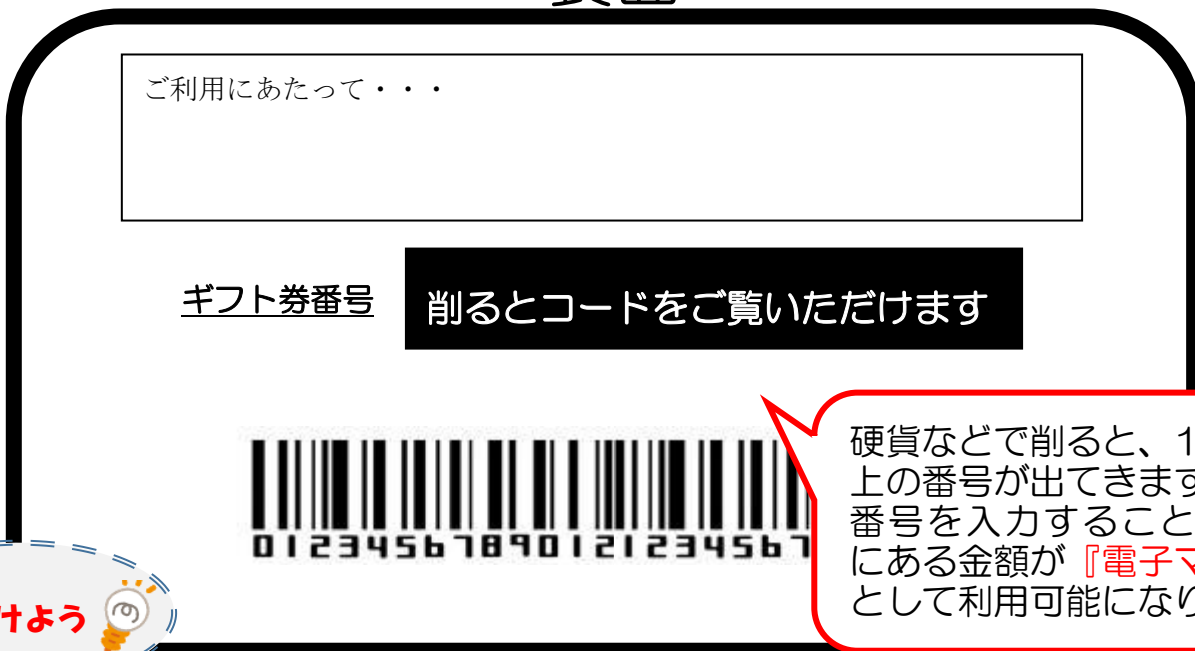 ご利用にあたって・・・
ギフト券番号
削るとコードをご覧いただけます
硬貨などで削ると、1
上の番号が出てきます
番号を入力すること
にある金額が『電子マ
として利用可能になり
01234567890121234567
けよう